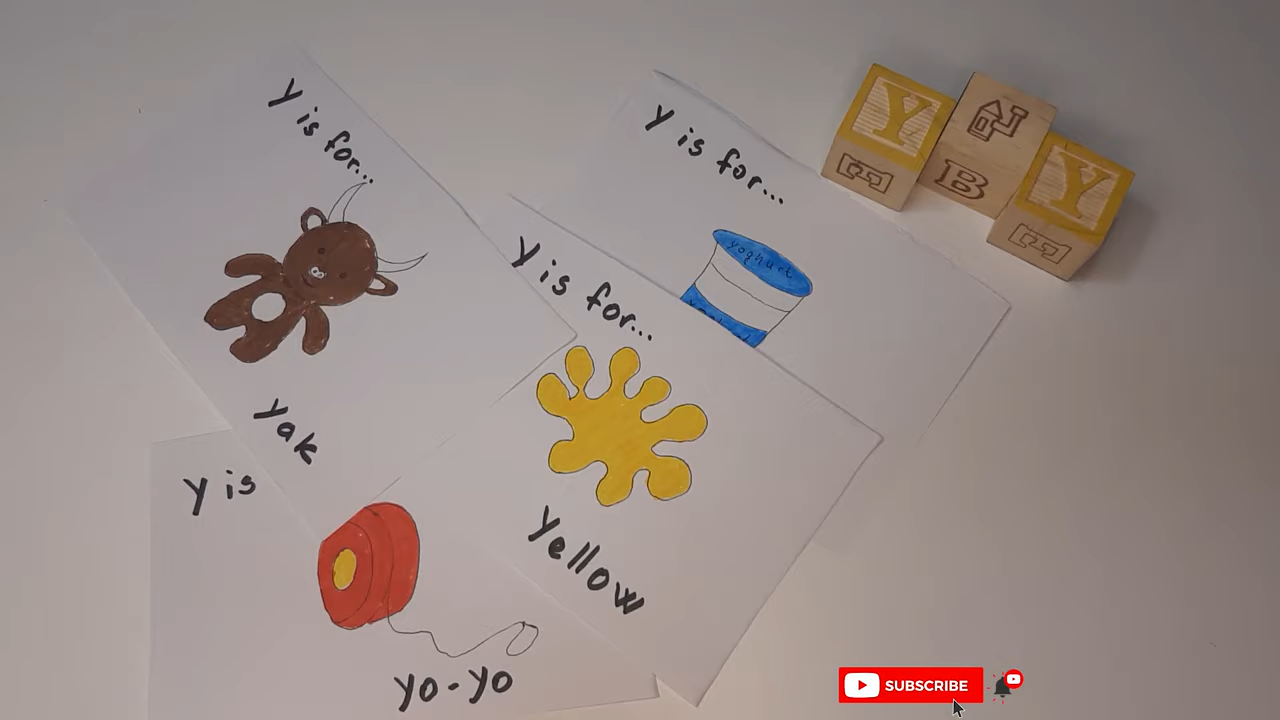 Y is for...
yak
Y is for...
yoghurt
Y is for...
Yellow
Y is
yo-yo
Y
B
Y
SUBSCRIBE